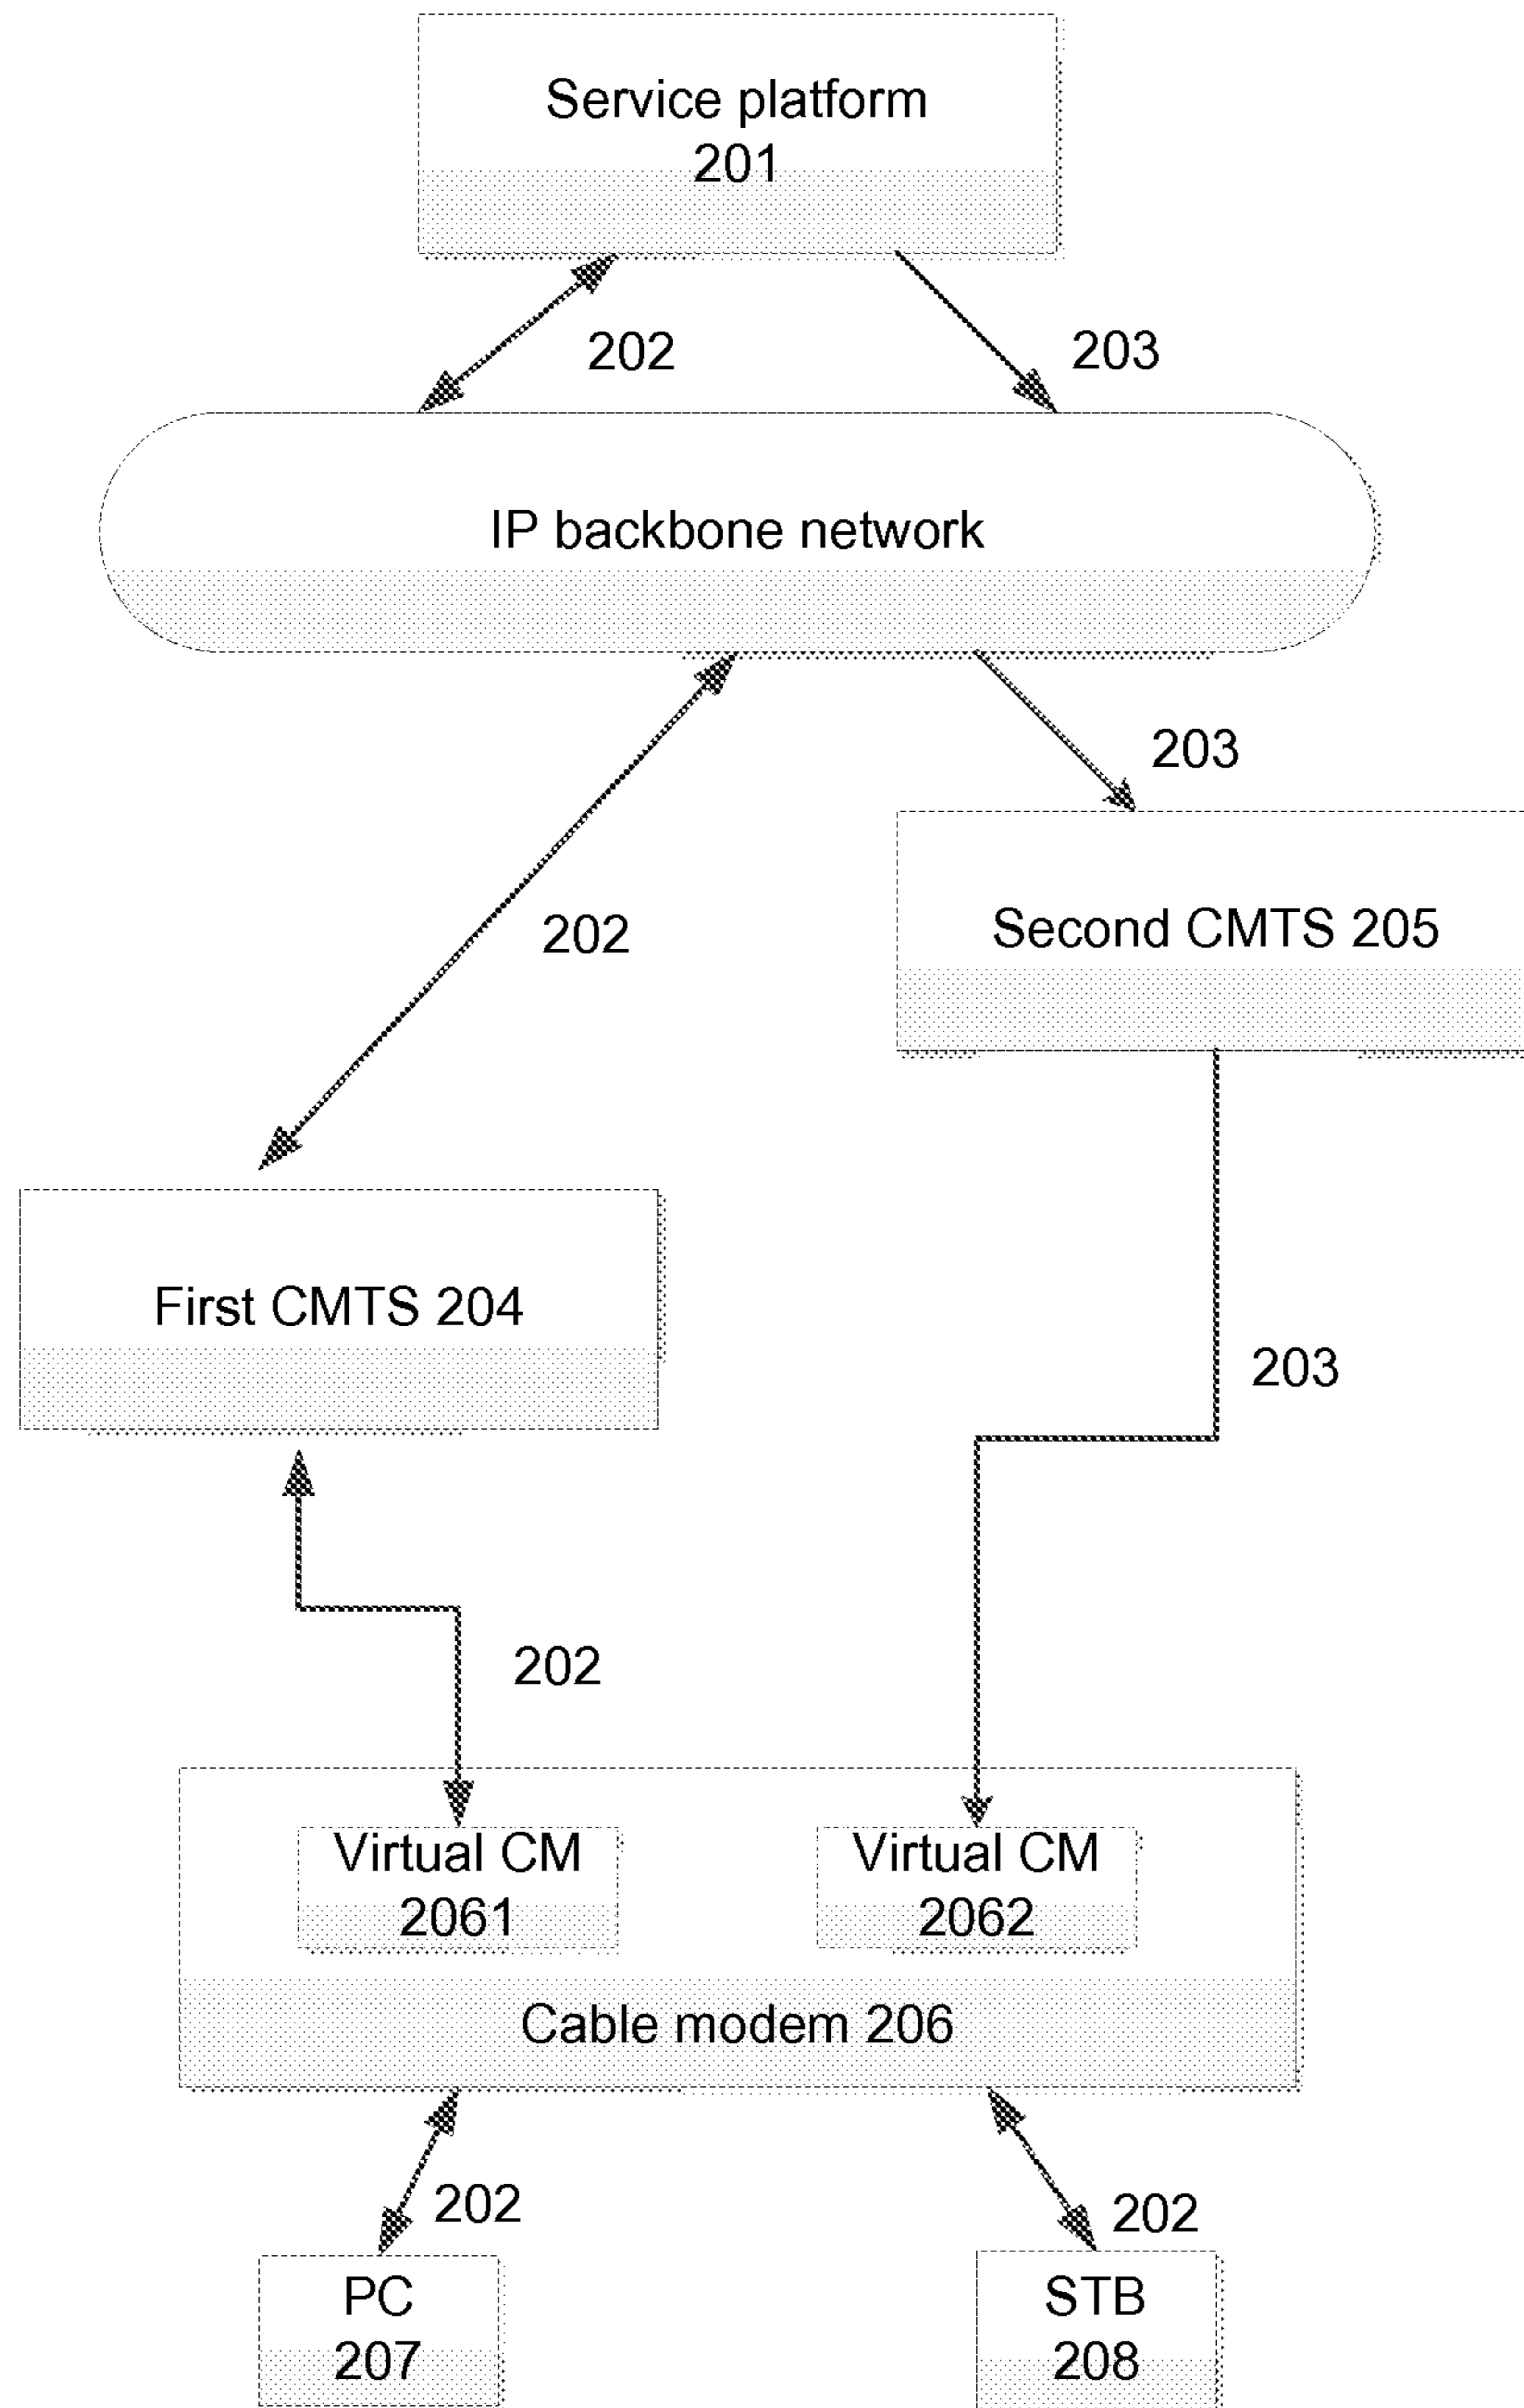 Service platform
201
202
203
IP backbone network
203
202
Second CMTS 205
First CMTS 204
203
202
Virtual CM
2061
Virtual CM
2062
Cable modem 206
202
202
PC
207
STB
208